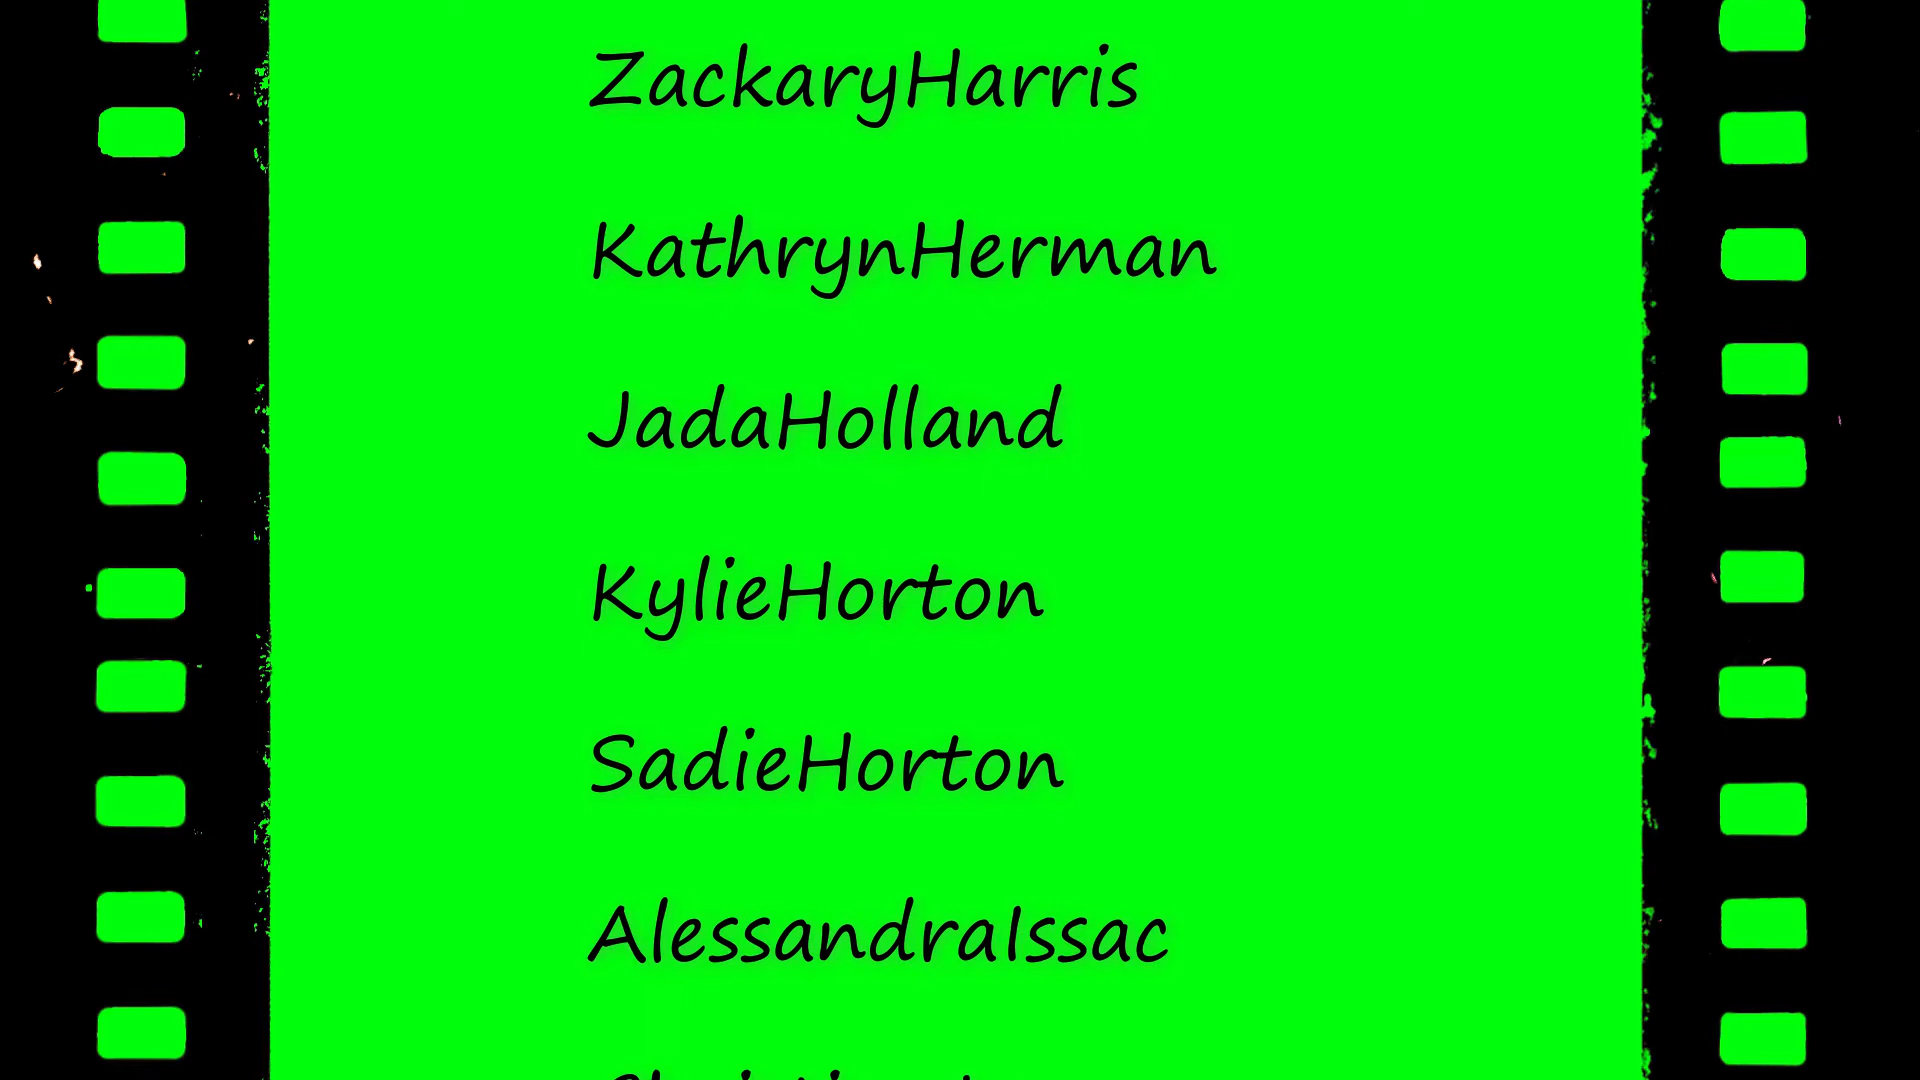 ZackaryHarris
KathrynHerman
JadaHolland
KylieHorton
SadieHorton
AlessandraIssac